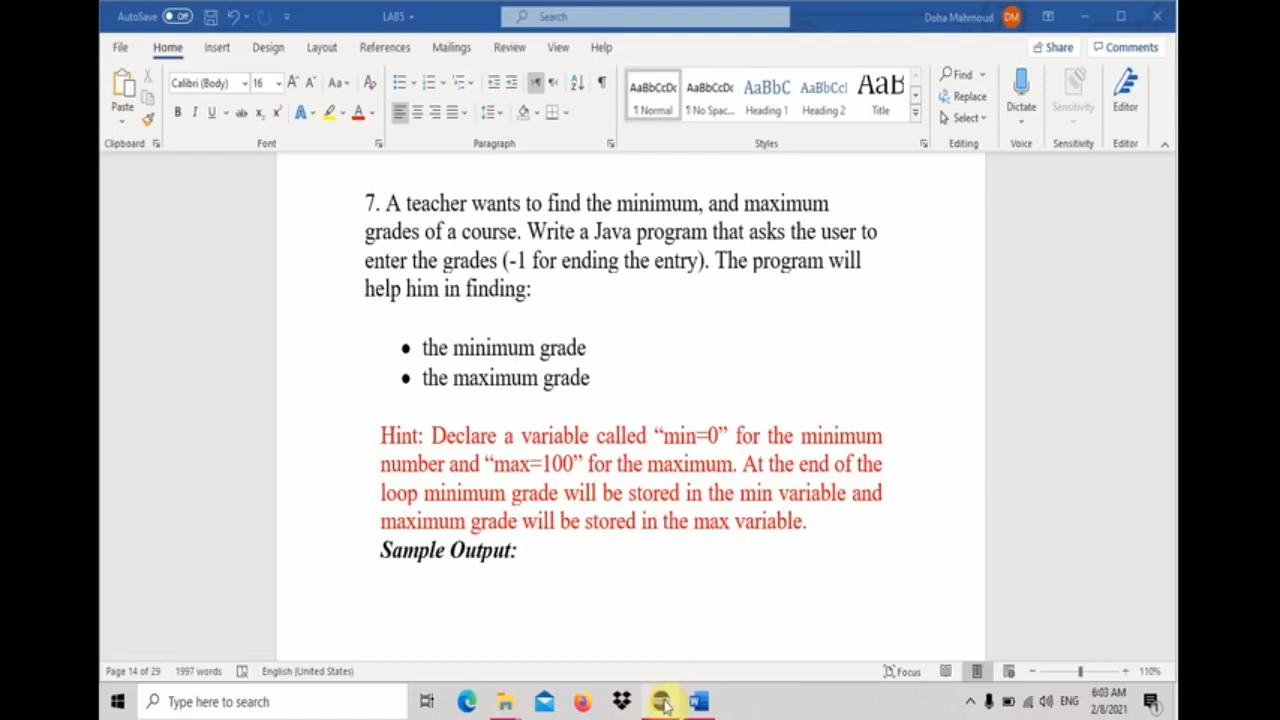 AutoSave Off LAB5 Search Doha Mahmoud DM
File Home Insert Design Layout References Mailings Review View Help Share Comments
Paste Calibri (Body) 16 A A Aa A AaBbCcDc AaBbCcDc AaBbC AaBbCcI AaB Find
B I U ab x₂ x² A A ¶ Normal ¶ No Spac... Heading 1 Heading 2 Title Replace Select Dictate Sensitivity Editor
Clipboard Font Paragraph Styles Editing Voice Sensitivity Editor
7. A teacher wants to find the minimum, and maximum
grades of a course. Write a Java program that asks the user to
enter the grades (-1 for ending the entry). The program will
help him in finding:
• the minimum grade
• the maximum grade
Hint: Declare a variable called “min=0” for the minimum
number and “max=100” for the maximum. At the end of the
loop minimum grade will be stored in the min variable and
maximum grade will be stored in the max variable.
Sample Output:
Page 14 of 29 1997 words English (United States) Focus 110%
Type here to search ENG 6:03 AM
2/8/2021